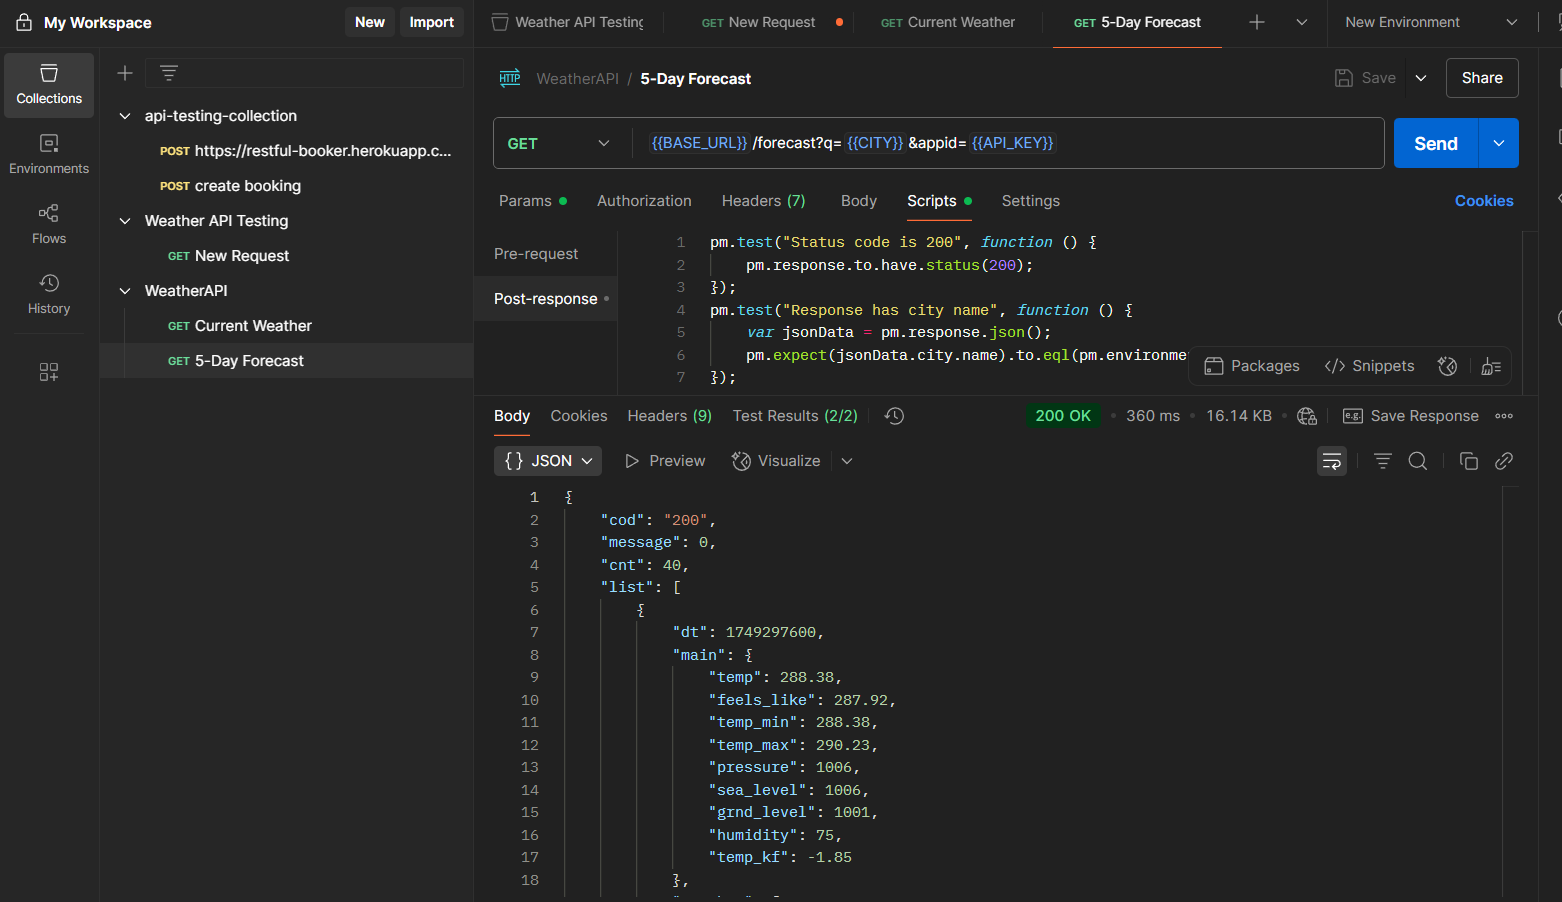 My Workspace
New
Import
Weather API Testing
GET New Request
GET Current Weather
GET 5-Day Forecast
New Environment
Collections
Environments
Flows
History
api-testing-collection
POST https://restful-booker.herokuapp.c...
POST create booking
Weather API Testing
GET New Request
WeatherAPI
GET Current Weather
GET 5-Day Forecast
HTTP WeatherAPI / 5-Day Forecast
Save
Share
GET
{{BASE_URL}} /forecast?q= {{CITY}} &appid= {{API_KEY}}
Send
Params
Authorization
Headers (7)
Body
Scripts
Settings
Cookies
Pre-request
Post-response
1 pm.test("Status code is 200", function () {
2 pm.response.to.have.status(200);
3 });
4 pm.test("Response has city name", function () {
5 var jsonData = pm.response.json();
6 pm.expect(jsonData.city.name).to.eql(pm.environme
7 });
Packages
</> Snippets
Body
Cookies
Headers (9)
Test Results (2/2)
200 OK
360 ms
16.14 KB
e.g. Save Response
{} JSON
Preview
Visualize
1 {
2 "cod": "200",
3 "message": 0,
4 "cnt": 40,
5 "list": [
6 {
7 "dt": 1749297600,
8 "main": {
9 "temp": 288.38,
10 "feels_like": 287.92,
11 "temp_min": 288.38,
12 "temp_max": 290.23,
13 "pressure": 1006,
14 "sea_level": 1006,
15 "grnd_level": 1001,
16 "humidity": 75,
17 "temp_kf": -1.85
18 },